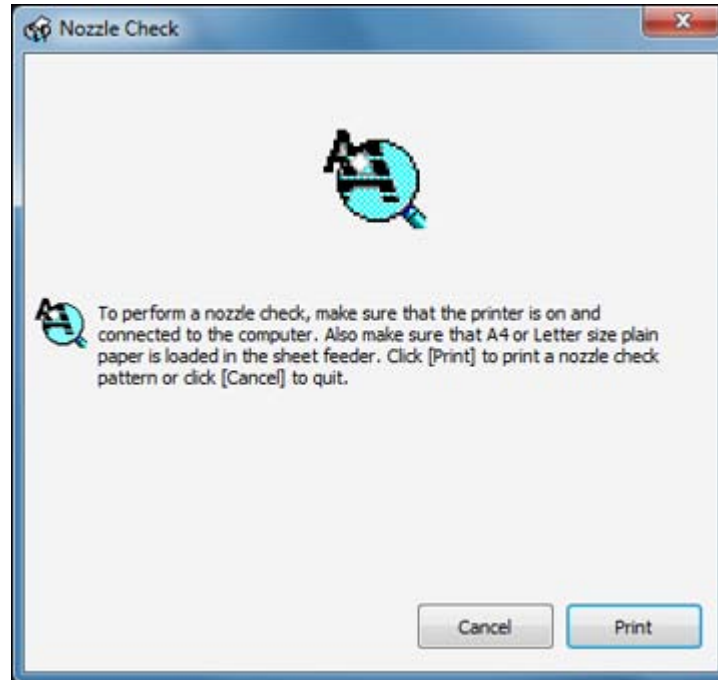 Nozzle Check
To perform a nozzle check, make sure that the printer is on and
connected to the computer. Also make sure that A4 or Letter size plain
paper is loaded in the sheet feeder. Click [Print] to print a nozzle check
pattern or click [Cancel] to quit.
Cancel Print